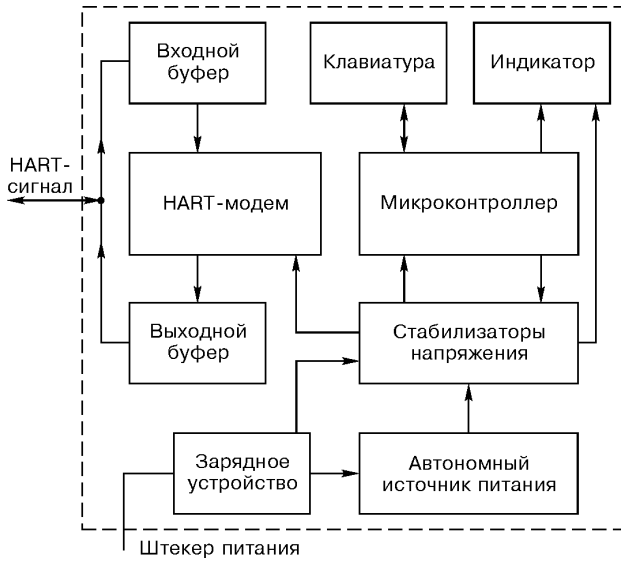 Входной
буфер
Клавиатура
Индикатор
HART-
сигнал
HART-модем
Микроконтроллер
Выходной
буфер
Стабилизаторы
напряжения
Зарядное
устройство
Автономный
источник питания
Штекер питания